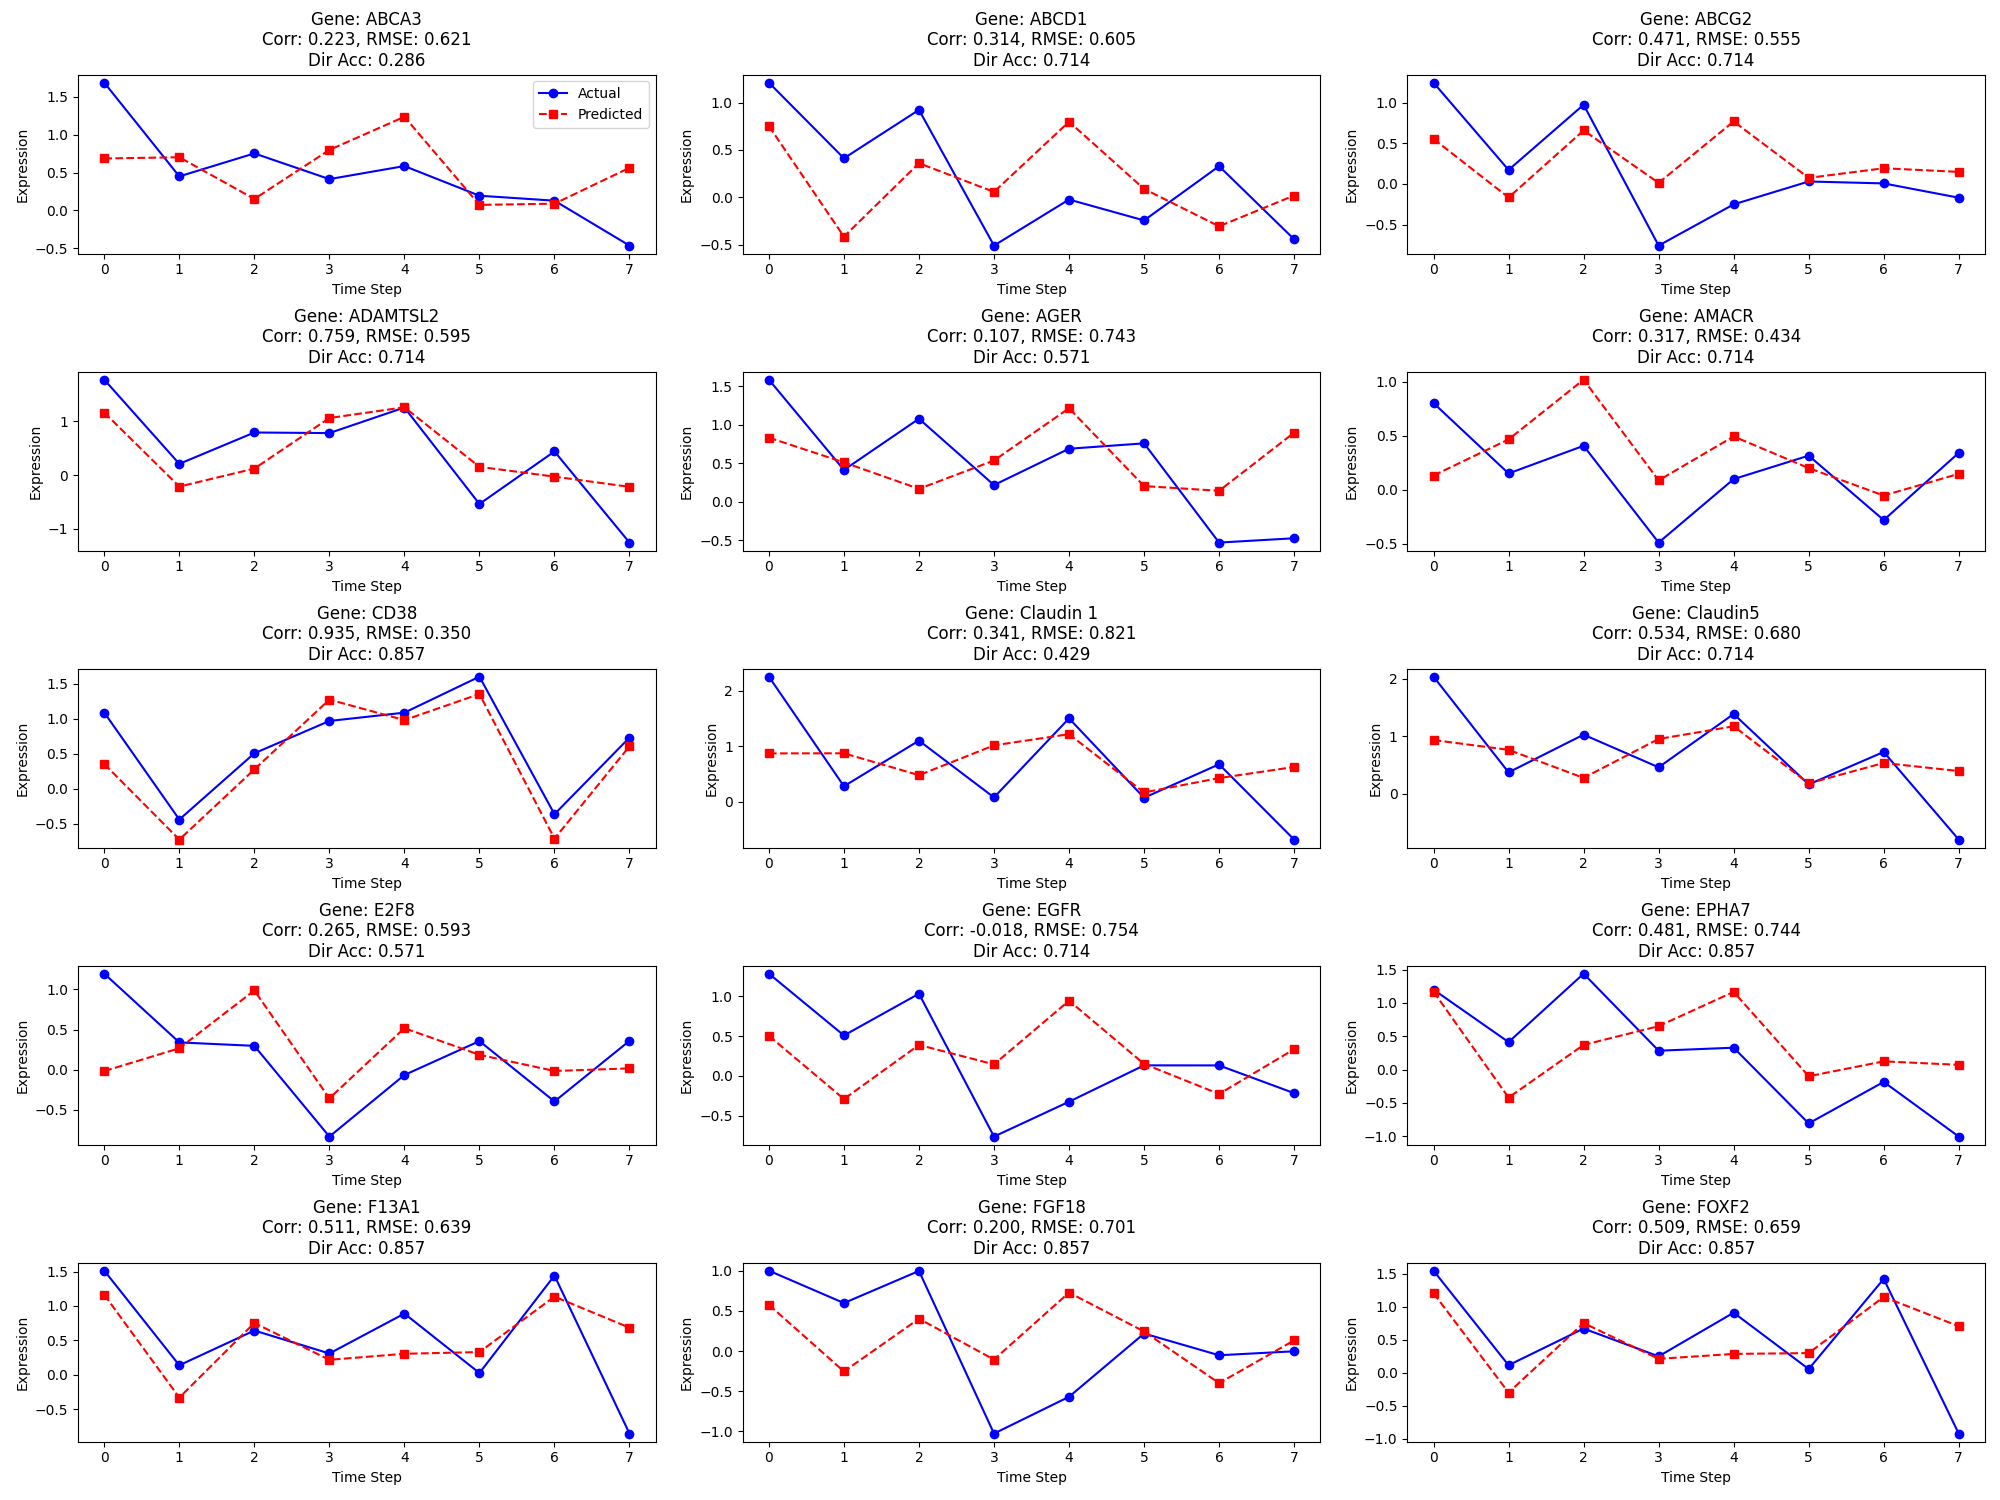 Gene: ABCA3
Corr: 0.223, RMSE: 0.621
Dir Acc: 0.286
Actual
Predicted
Expression
1.5
1.0
0.5
0.0
−0.5
0 1 2 3 4 5 6 7
Time Step
Gene: ABCD1
Corr: 0.314, RMSE: 0.605
Dir Acc: 0.714
Expression
1.0
0.5
0.0
−0.5
0 1 2 3 4 5 6 7
Time Step
Gene: ABCG2
Corr: 0.471, RMSE: 0.555
Dir Acc: 0.714
Expression
1.0
0.5
0.0
−0.5
0 1 2 3 4 5 6 7
Time Step
Gene: ADAMTSL2
Corr: 0.759, RMSE: 0.595
Dir Acc: 0.714
Expression
1
0
−1
0 1 2 3 4 5 6 7
Time Step
Gene: AGER
Corr: 0.107, RMSE: 0.743
Dir Acc: 0.571
Expression
1.5
1.0
0.5
0.0
−0.5
0 1 2 3 4 5 6 7
Time Step
Gene: AMACR
Corr: 0.317, RMSE: 0.434
Dir Acc: 0.714
Expression
1.0
0.5
0.0
−0.5
0 1 2 3 4 5 6 7
Time Step
Gene: CD38
Corr: 0.935, RMSE: 0.350
Dir Acc: 0.857
Expression
1.5
1.0
0.5
0.0
−0.5
0 1 2 3 4 5 6 7
Time Step
Gene: Claudin 1
Corr: 0.341, RMSE: 0.821
Dir Acc: 0.429
Expression
2
1
0
0 1 2 3 4 5 6 7
Time Step
Gene: Claudin5
Corr: 0.534, RMSE: 0.680
Dir Acc: 0.714
Expression
2
1
0
0 1 2 3 4 5 6 7
Time Step
Gene: E2F8
Corr: 0.265, RMSE: 0.593
Dir Acc: 0.571
Expression
1.0
0.5
0.0
−0.5
0 1 2 3 4 5 6 7
Time Step
Gene: EGFR
Corr: -0.018, RMSE: 0.754
Dir Acc: 0.714
Expression
1.0
0.5
0.0
−0.5
0 1 2 3 4 5 6 7
Time Step
Gene: EPHA7
Corr: 0.481, RMSE: 0.744
Dir Acc: 0.857
Expression
1.5
1.0
0.5
0.0
−0.5
−1.0
0 1 2 3 4 5 6 7
Time Step
Gene: F13A1
Corr: 0.511, RMSE: 0.639
Dir Acc: 0.857
Expression
1.5
1.0
0.5
0.0
−0.5
0 1 2 3 4 5 6 7
Time Step
Gene: FGF18
Corr: 0.200, RMSE: 0.701
Dir Acc: 0.857
Expression
1.0
0.5
0.0
−0.5
−1.0
0 1 2 3 4 5 6 7
Time Step
Gene: FOXF2
Corr: 0.509, RMSE: 0.659
Dir Acc: 0.857
Expression
1.5
1.0
0.5
0.0
−0.5
−1.0
0 1 2 3 4 5 6 7
Time Step